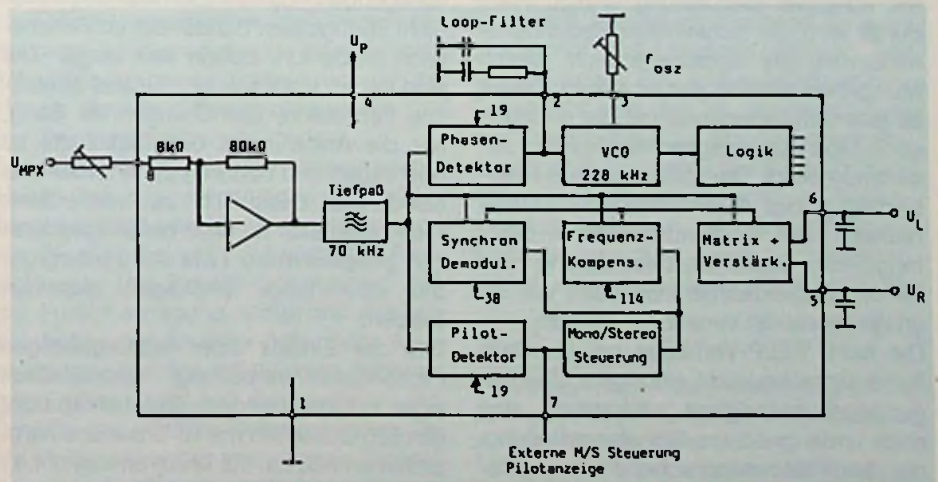 Loop-Filter
U_P
f_osz
4
2
3
19
Phasen-
Detektor
VCO
228 kHz
Logik
U_MPX
8kΩ
80kΩ
8
Tiefpaß
70 kHz
6
U_L
Synchron
Demodul.
Frequenz-
Kompens.
Matrix +
Verstärk.
38
114
5
U_R
Pilot-
Detektor
Mono/Stereo
Steuerung
19
1
7
Externe M/S Steuerung
Pilotanzeige